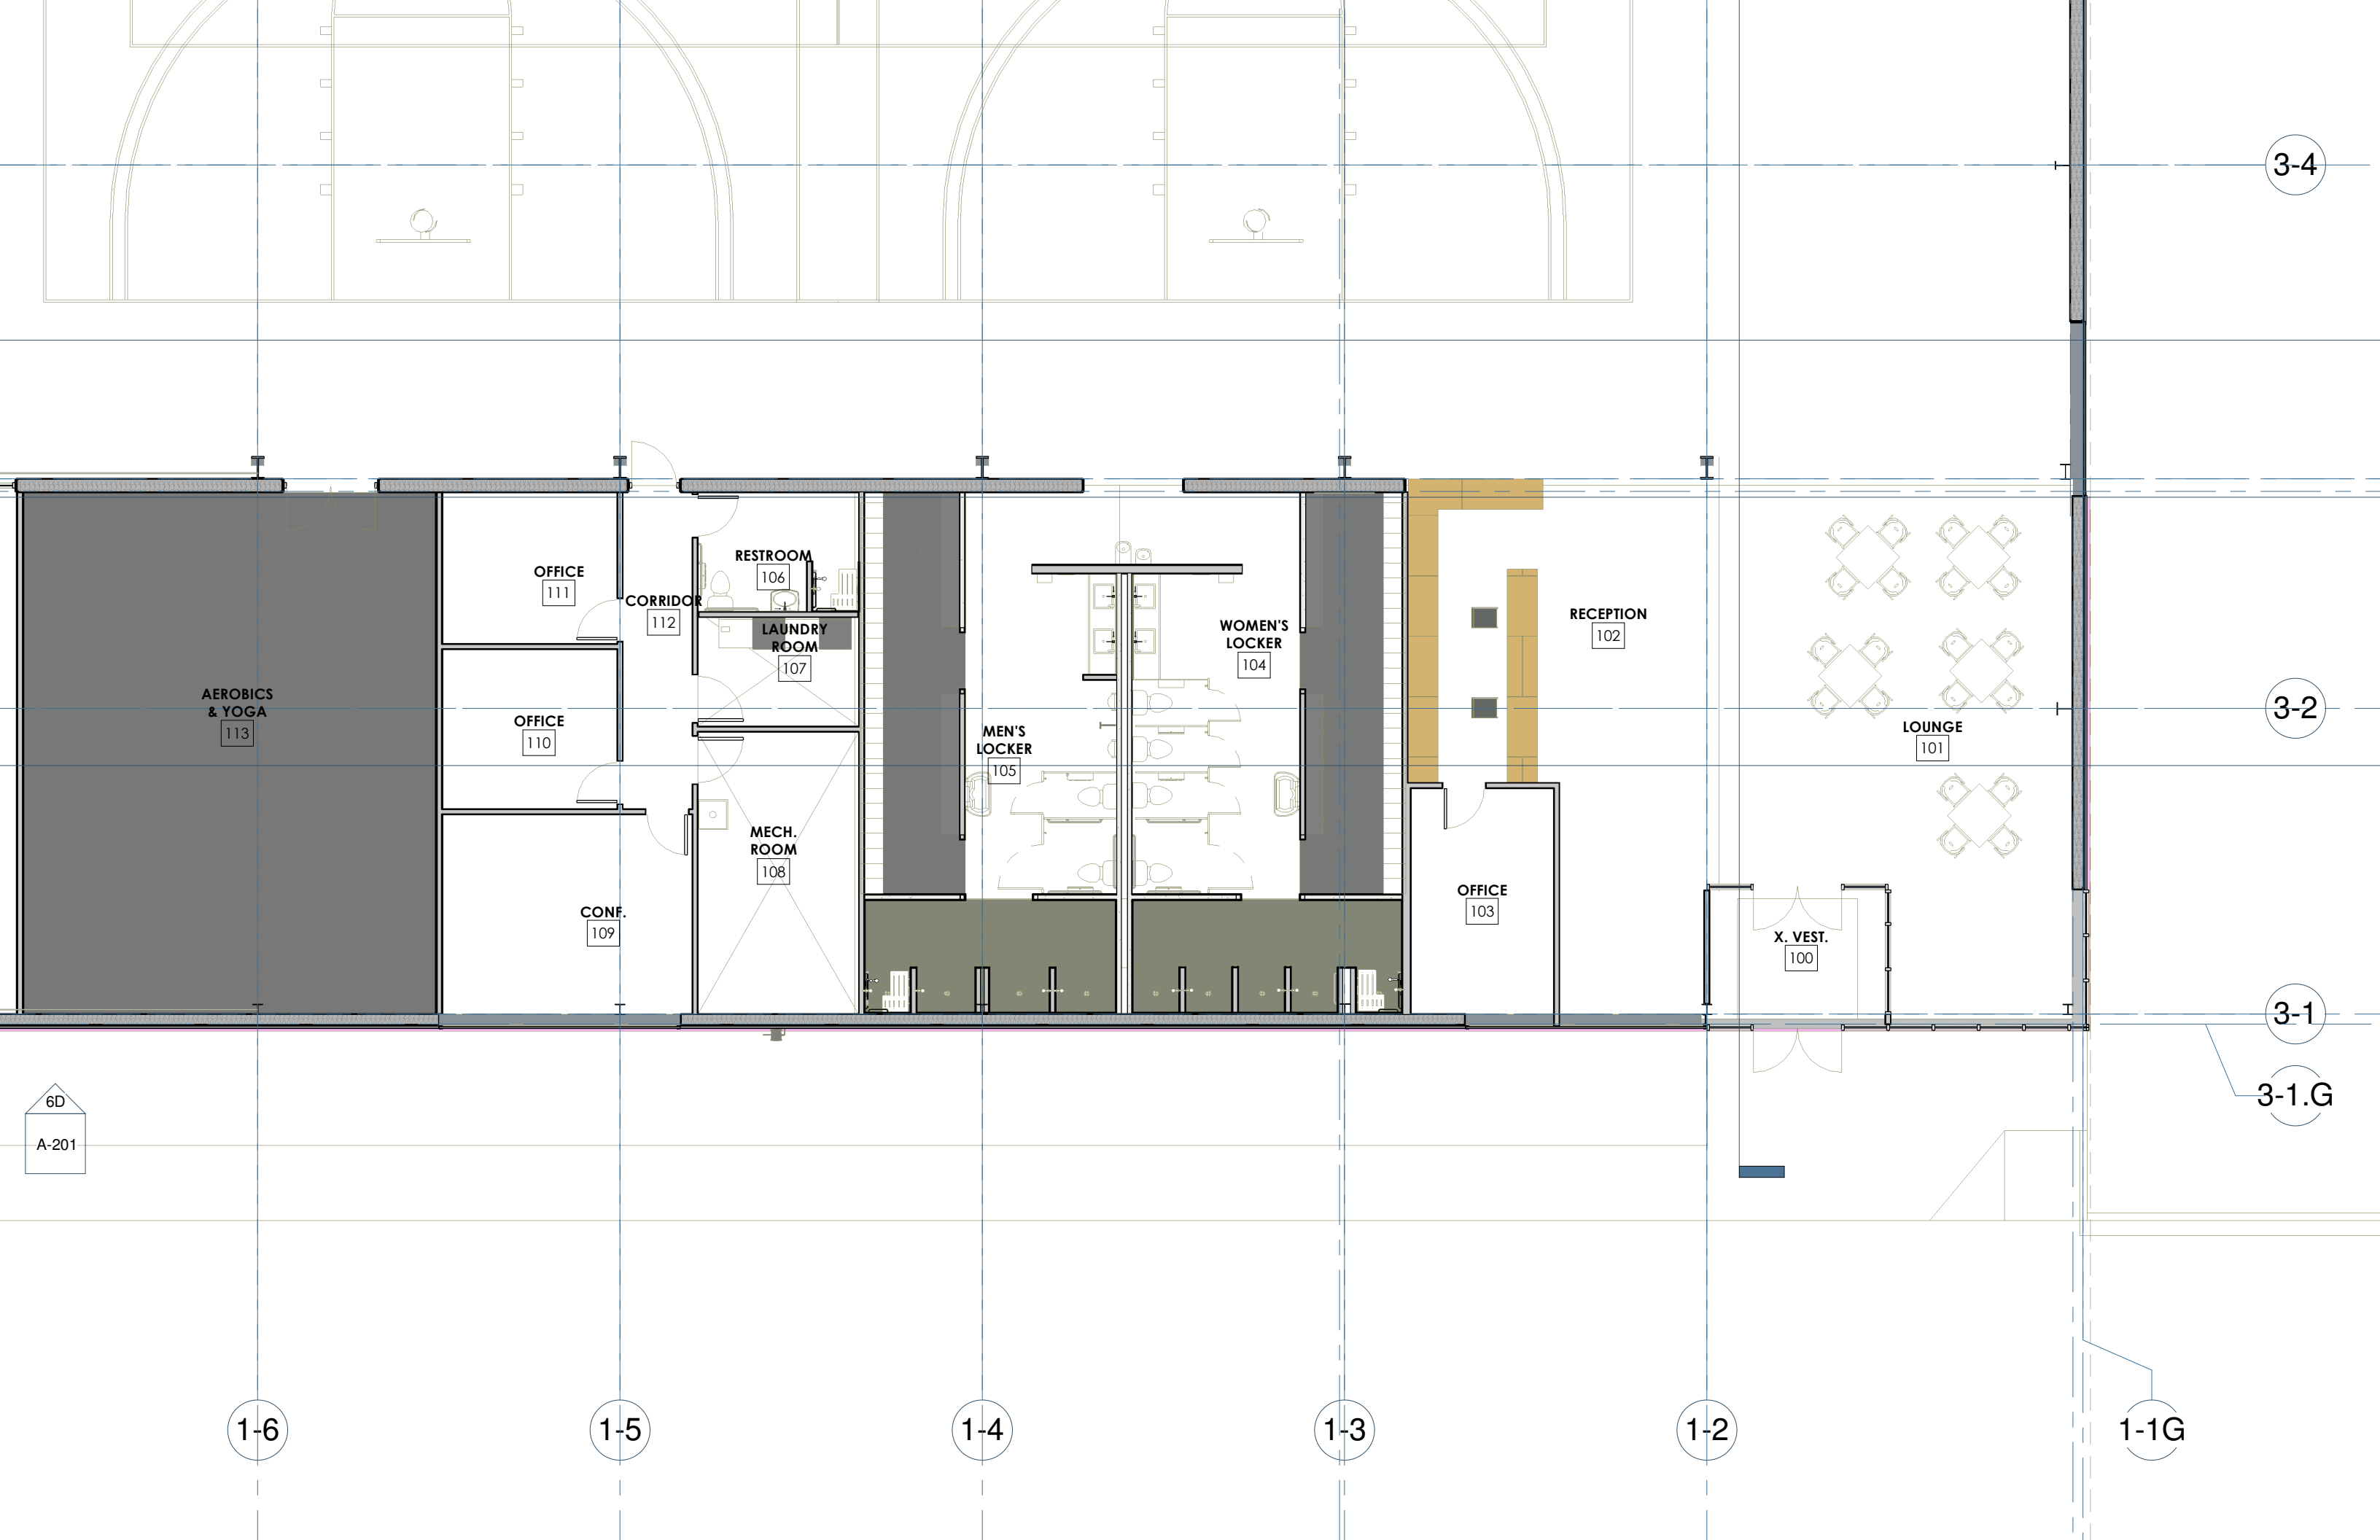 3-4
OFFICE
111
RESTROOM
106
CORRIDOR
112
LAUNDRY
ROOM
107
WOMEN'S
LOCKER
104
RECEPTION
102
AEROBICS
& YOGA
113
OFFICE
110
MEN'S
LOCKER
105
LOUNGE
101
3-2
MECH.
ROOM
108
CONF.
109
OFFICE
103
X. VEST.
100
3-1
3-1.G
6D
A-201
1-6
1-5
1-4
1-3
1-2
1-1G